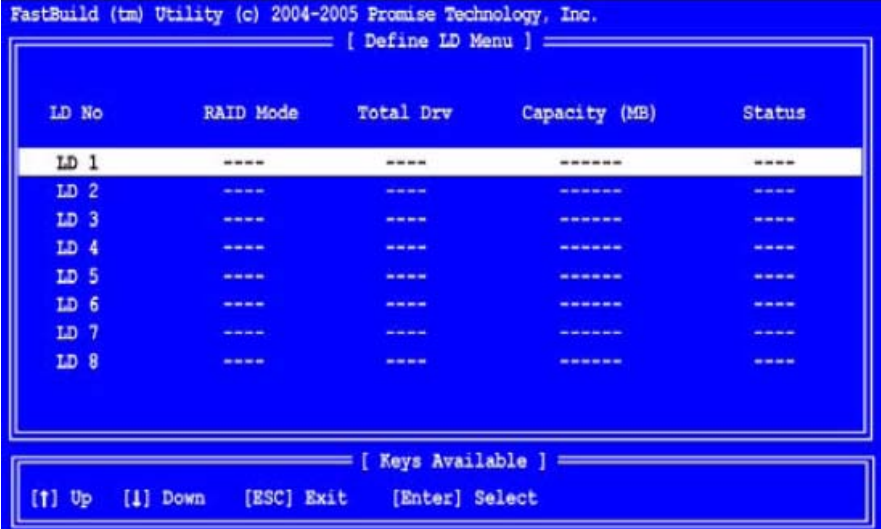 FastBuild (tm) Utility (c) 2004-2005 Promise Technology, Inc.
[ Define LD Menu ]
LD No RAID Mode Total Drv Capacity (MB) Status
LD 1 ---- ---- ------ ----
LD 2 ---- ---- ------ ----
LD 3 ---- ---- ------ ----
LD 4 ---- ---- ------ ----
LD 5 ---- ---- ------ ----
LD 6 ---- ---- ------ ----
LD 7 ---- ---- ------ ----
LD 8 ---- ---- ------ ----
[ Keys Available ]
[↑] Up [↓] Down [ESC] Exit [Enter] Select